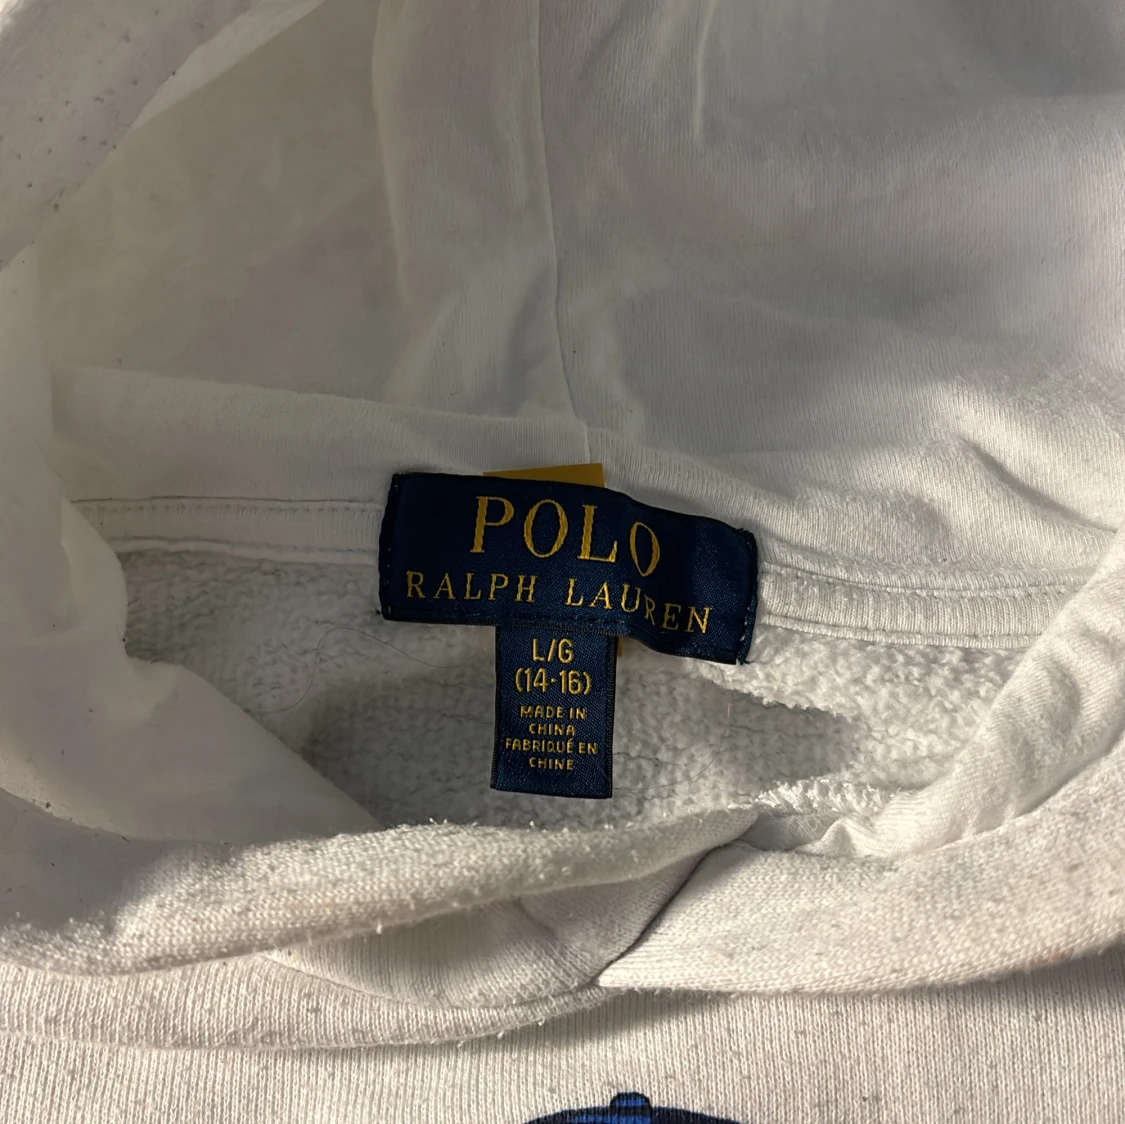 POLO
RALPH LAUREN
L/G
(14-16)
MADE IN
CHINA
FABRIQUÉ EN
CHINE